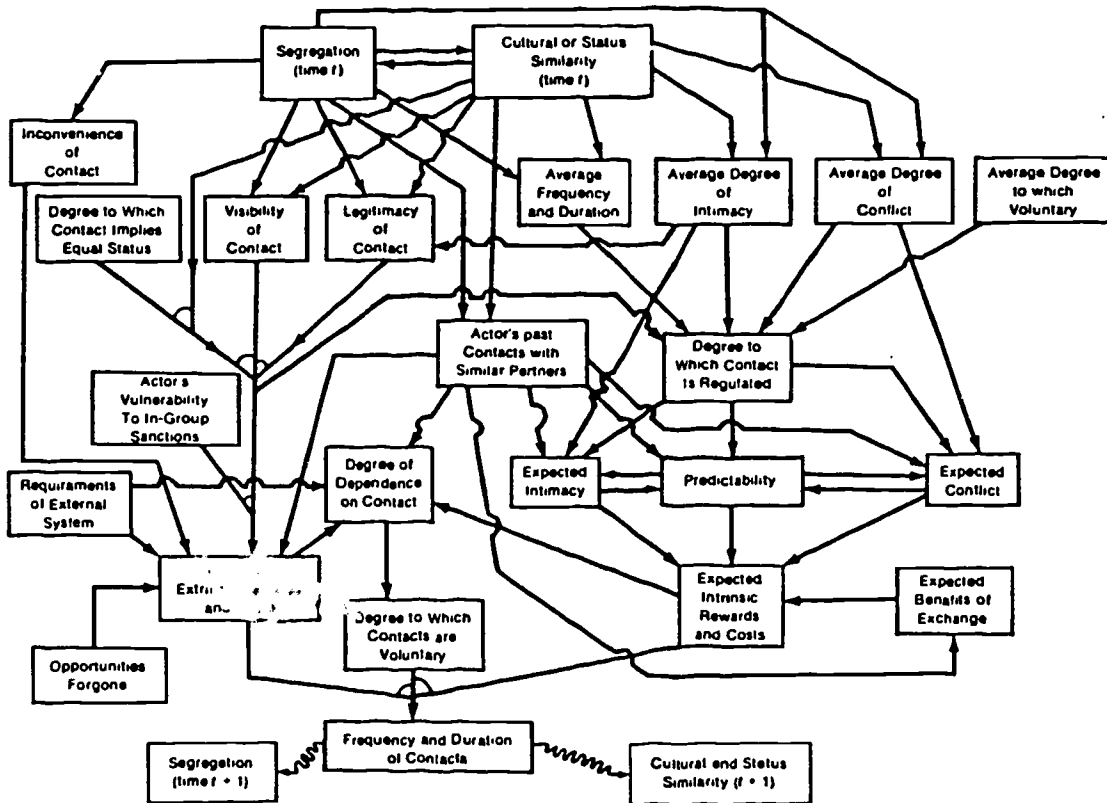 Segregation
(time t)
Cultural or Status
Similarity
(time t)
Inconvenience
of
Contact
Degree to Which
Contact Implies
Equal Status
Visibility
of
Contact
Legitimacy
of
Contact
Average
Frequency
and Duration
Average Degree
of
Intimacy
Average Degree
of
Conflict
Average Degree
to which
Voluntary
Actor's past
Contacts with
Similar Partners
Degree to
Which Contact
is Regulated
Actor's
Vulnerability
To In-Group
Sanctions
Requiraments
of External
System
Degree of
Dependence
on Contact
Expected
Intimacy
Predictability
Expected
Conflict
and
Opportunities
Forgone
Degree to Which
Contacts are
Voluntary
Expected
Intrinsic
Rewards
and Costs
Expected
Benefits of
Exchange
Frequency and Duration
of Contacta
Segregation
(time t + 1)
Cultural end Status
Similarity (t + 1)